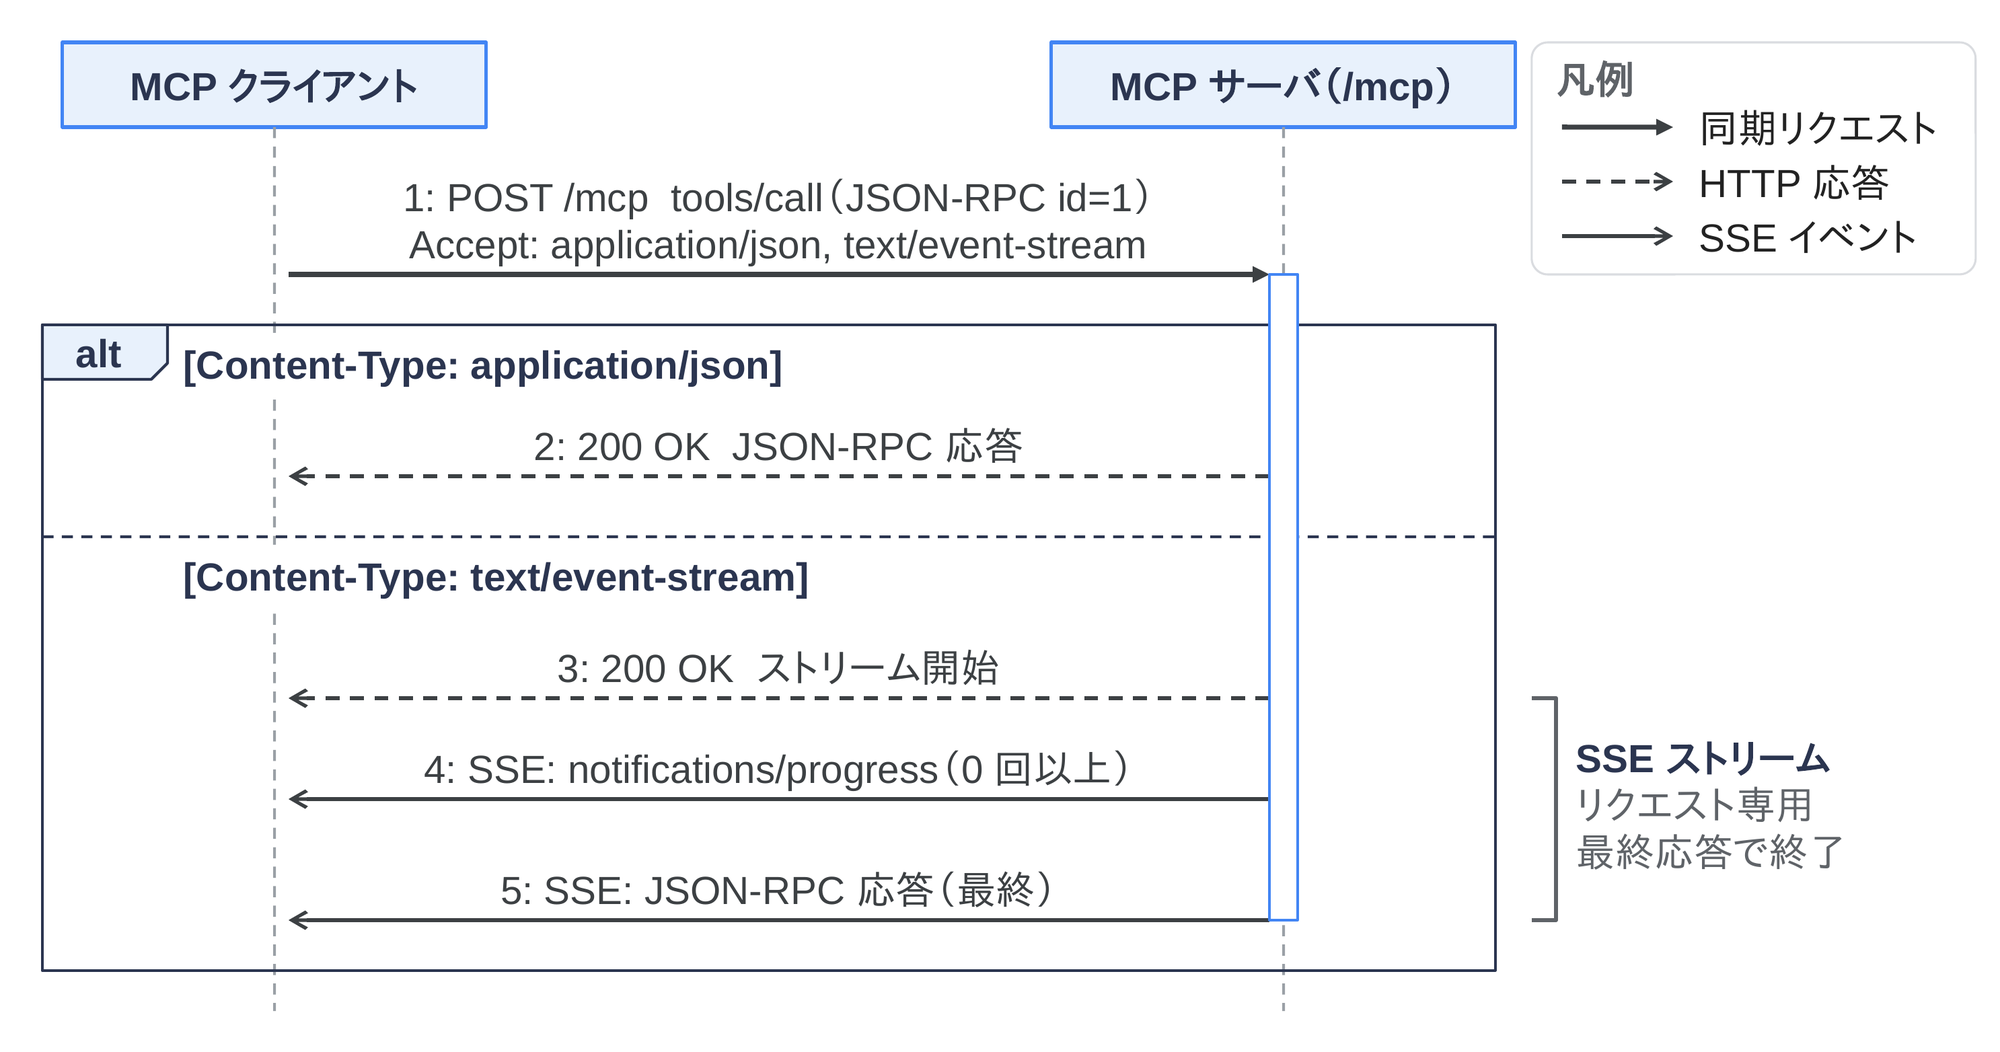 MCP クライアント
MCP サーバ（/mcp）
凡例
同期リクエスト
HTTP 応答
SSE イベント
1: POST /mcp  tools/call（JSON-RPC id=1）
Accept: application/json, text/event-stream
alt
[Content-Type: application/json]
2: 200 OK  JSON-RPC 応答
[Content-Type: text/event-stream]
3: 200 OK  ストリーム開始
4: SSE: notifications/progress（0 回以上）
5: SSE: JSON-RPC 応答（最終）
SSE ストリーム
リクエスト専用
最終応答で終了